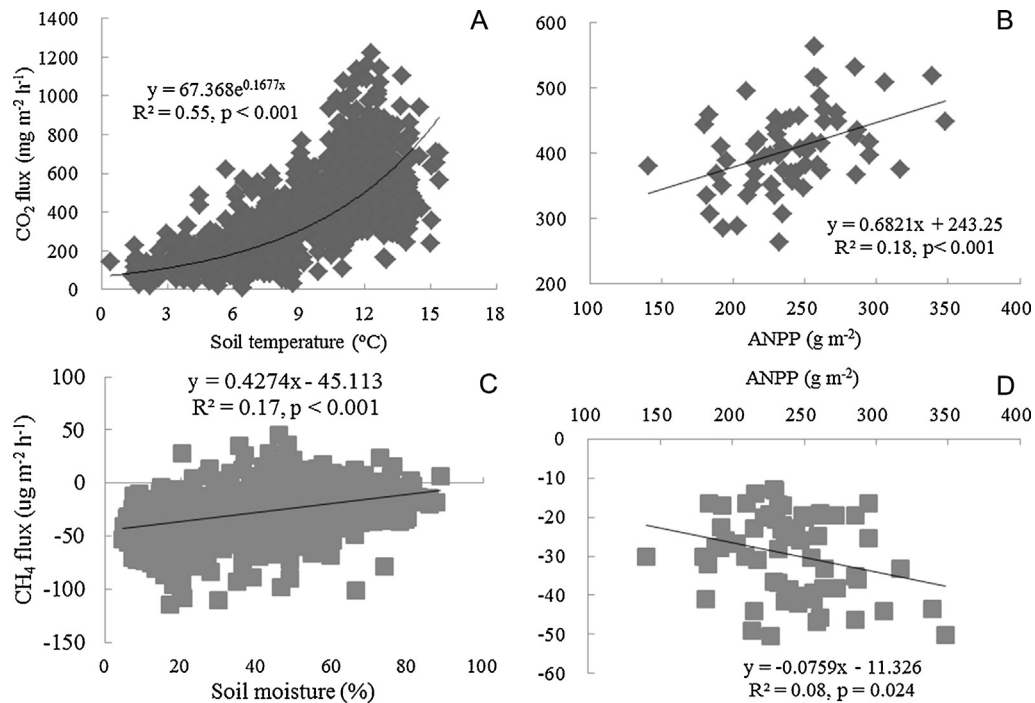 A
1400
1200
1000
800
600
400
200
0
CO2 flux (mg m-2 h-1)
y = 67.368e0.1677x
R2 = 0.55, p < 0.001
0 3 6 9 12 15 18
Soil temperature (oC)
B
600
500
400
300
200
y = 0.6821x + 243.25
R2 = 0.18, p< 0.001
100 150 200 250 300 350 400
ANPP (g m-2)
C
100
50
0
-50
-100
-150
CH4 flux (ug m-2 h-1)
y = 0.4274x - 45.113
R2 = 0.17, p < 0.001
0 20 40 60 80 100
Soil moisture (%)
ANPP (g m-2)
D
100 150 200 250 300 350 400
0
-10
-20
-30
-40
-50
-60
y = -0.0759x - 11.326
R2 = 0.08, p = 0.024